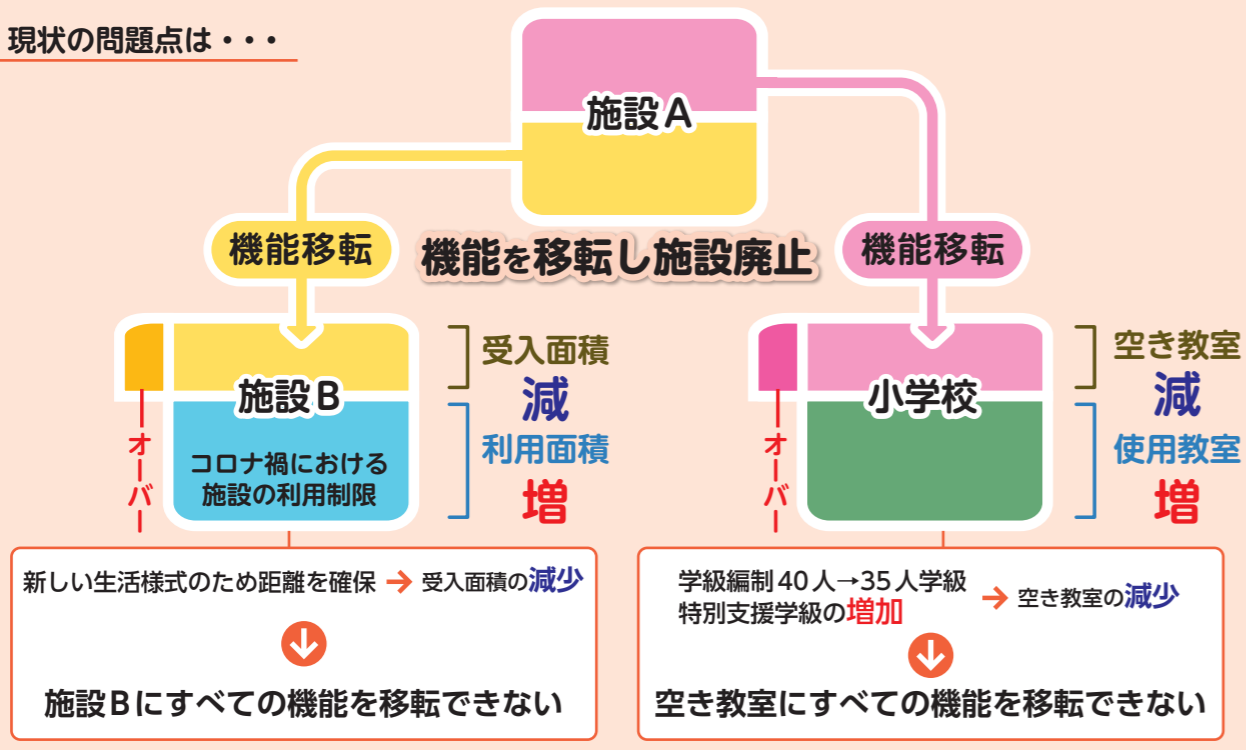 現状の問題点は・・・
施設A
機能移転
機能を移転し施設廃止
機能移転
施設B
コロナ禍における
施設の利用制限
オーバー
受入面積
減
利用面積
増
小学校
オーバー
空き教室
減
使用教室
増
新しい生活様式のため距離を確保 → 受入面積の減少
施設Bにすべての機能を移転できない
学級編制40人→35人学級
特別支援学級の増加
→ 空き教室の減少
空き教室にすべての機能を移転できない